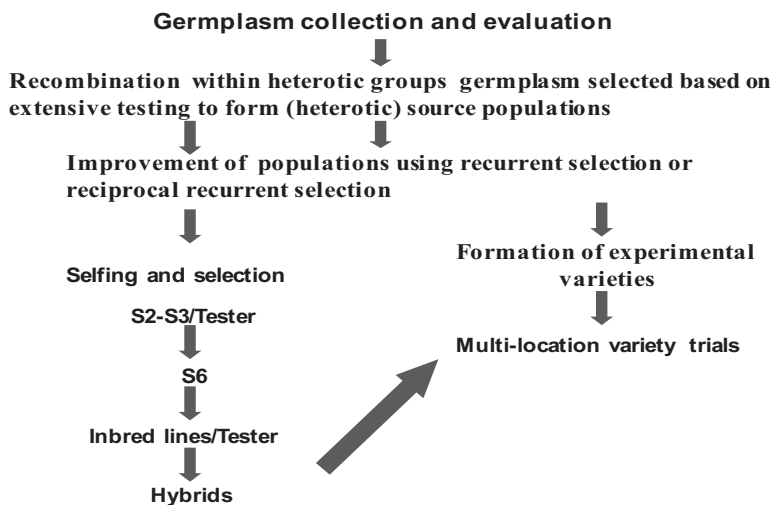 Germplasm collection and evaluation
Recombination within heterotic groups germplasm selected based on
extensive testing to form (heterotic) source populations
Improvement of populations using recurrent selection or
reciprocal recurrent selection
Selfing and selection
S2-S3/Tester
S6
Inbred lines/Tester
Hybrids
Formation of experimental
varieties
Multi-location variety trials